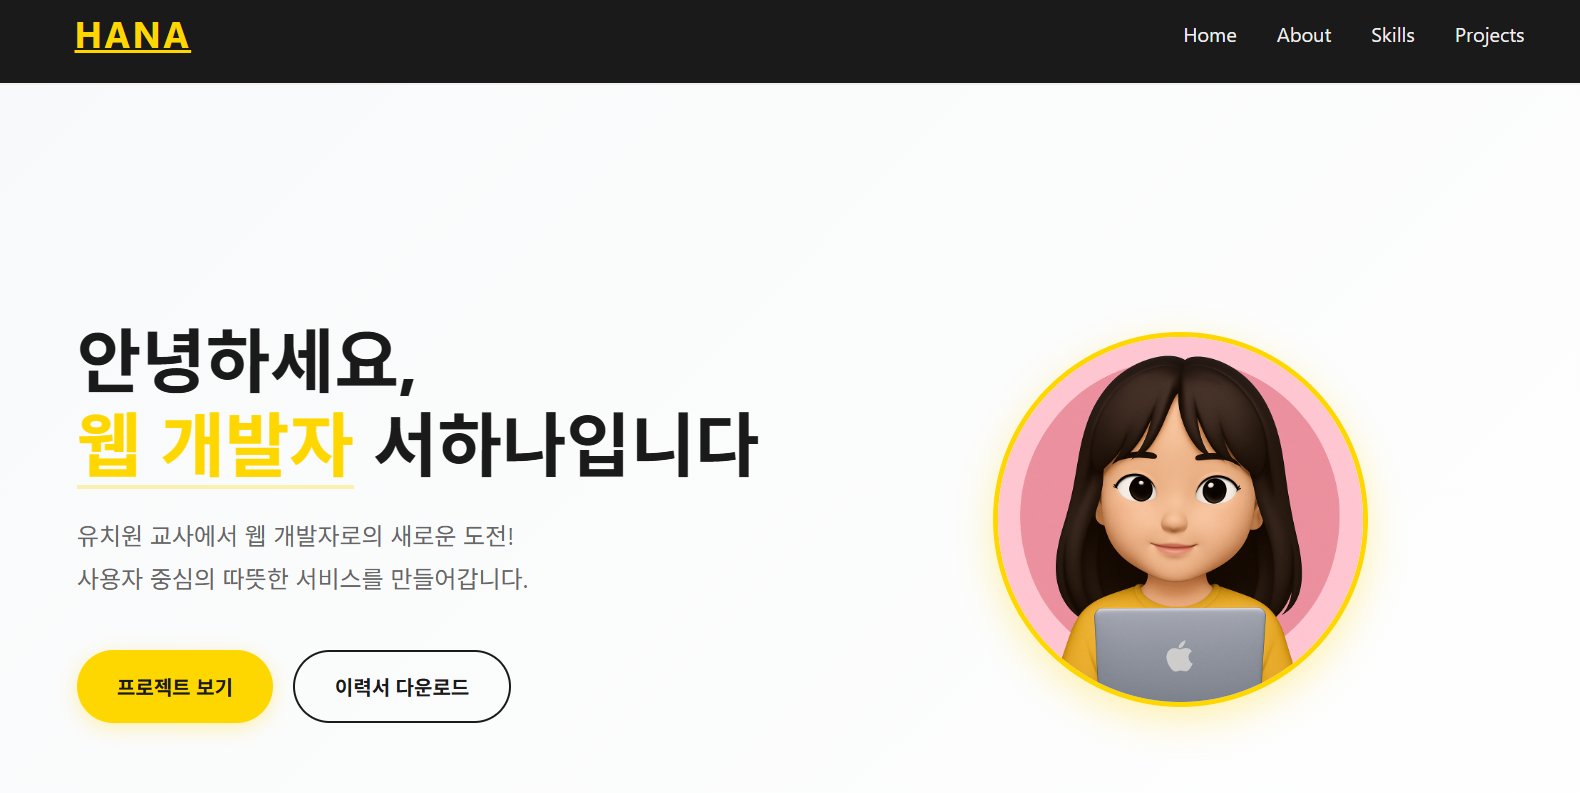 HANA
Home About Skills Projects
안녕하세요,
웹 개발자 서하나입니다
유치원 교사에서 웹 개발자로의 새로운 도전!
사용자 중심의 따뜻한 서비스를 만들어갑니다.
프로젝트 보기 이력서 다운로드